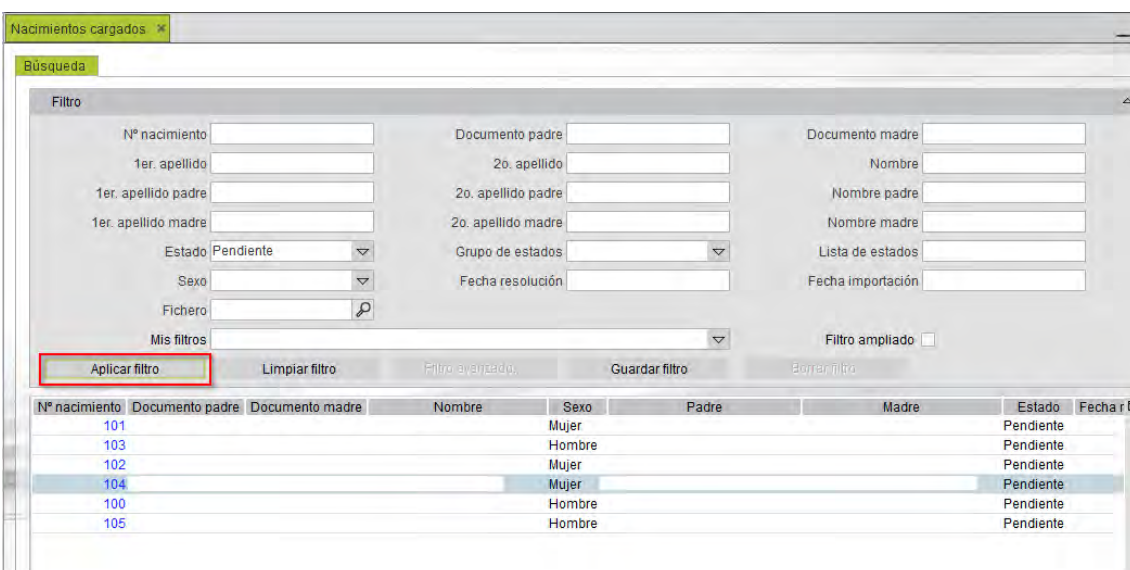 Nacimientos cargados
Búsqueda
Filtro
Nº nacimiento Documento padre Documento madre
1er. apellido 2o. apellido Nombre
1er. apellido padre 2o. apellido padre Nombre padre
1er. apellido madre 2o. apellido madre Nombre madre
Estado Pendiente Grupo de estados Lista de estados
Sexo Fecha resolución Fecha importación
Fichero
Mis filtros Filtro ampliado
Aplicar filtro Limpiar filtro Filtro avanzado Guardar filtro Borrar filtro
Nº nacimiento Documento padre Documento madre Nombre Sexo Padre Madre Estado Fecha r
101 Mujer Pendiente
103 Hombre Pendiente
102 Mujer Pendiente
104 Mujer Pendiente
100 Hombre Pendiente
105 Hombre Pendiente